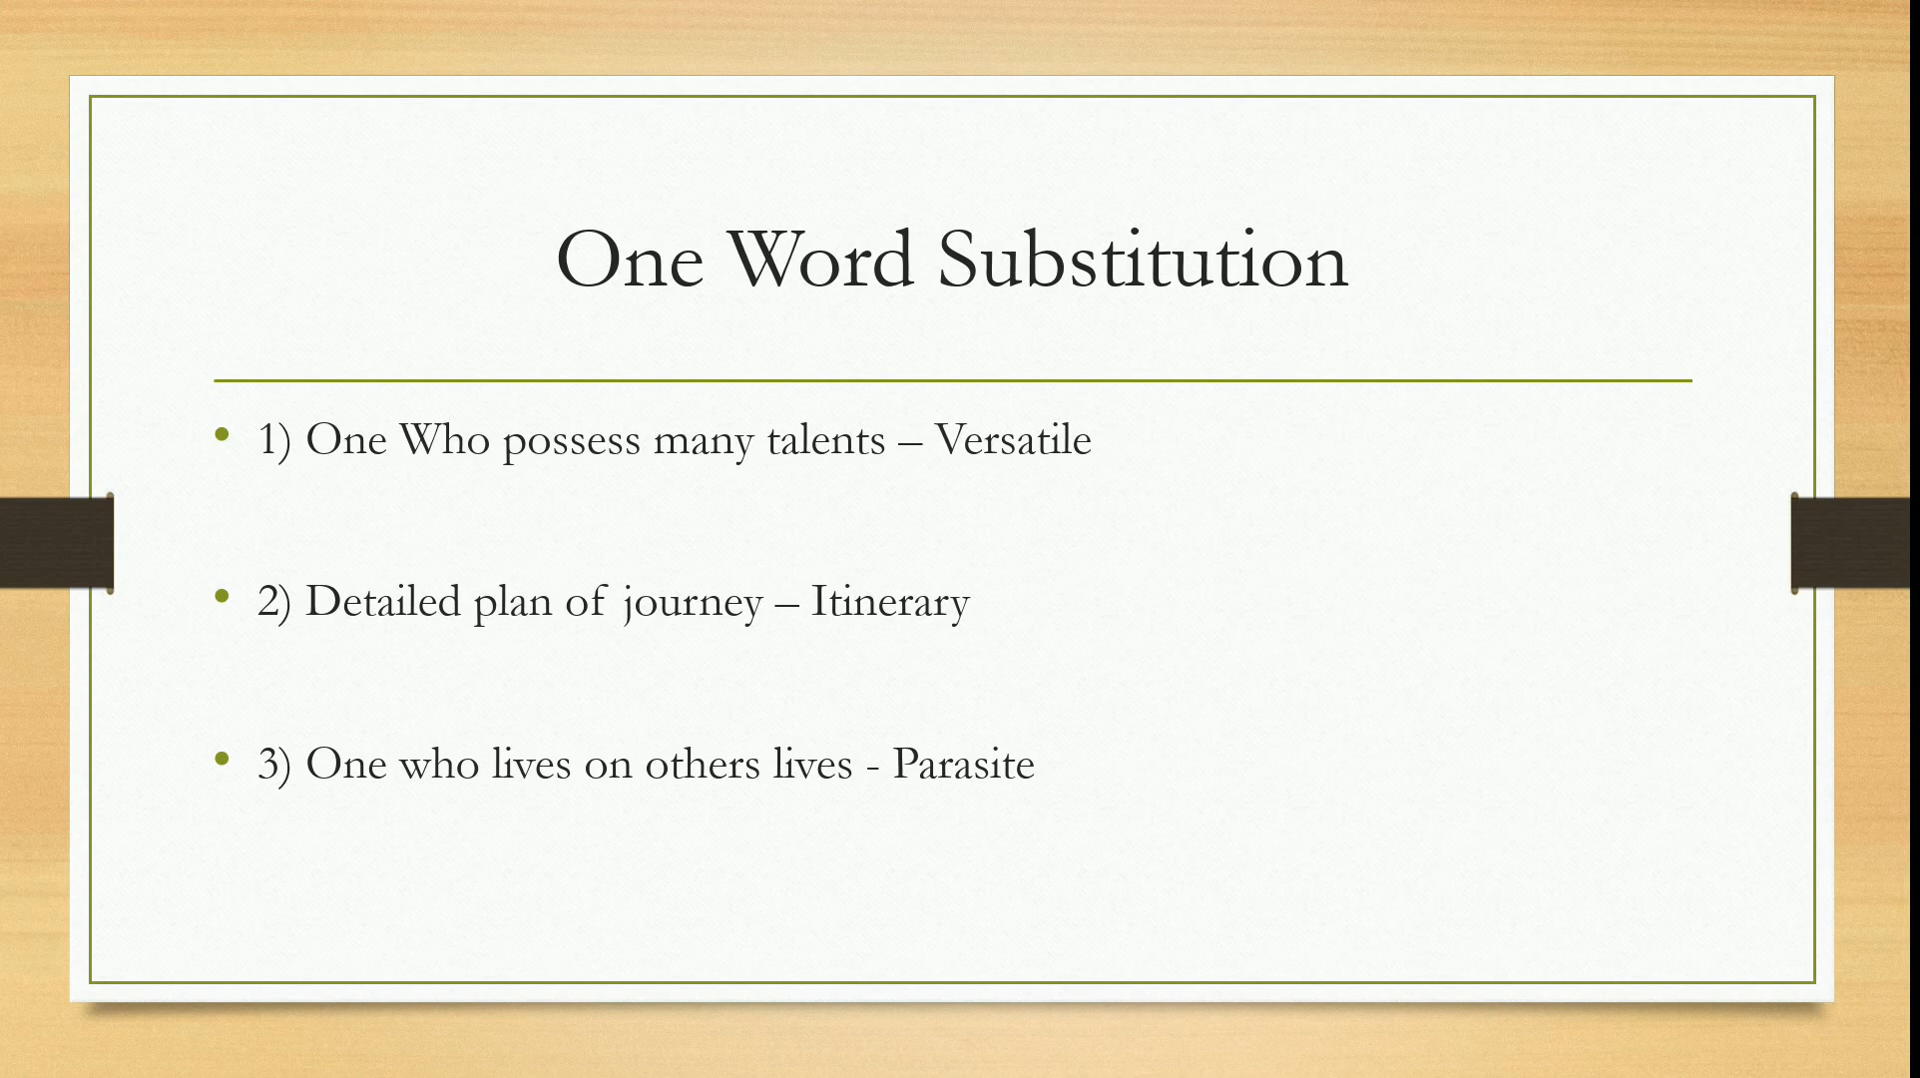 One Word Substitution
• 1) One Who possess many talents – Versatile
• 2) Detailed plan of journey – Itinerary
• 3) One who lives on others lives - Parasite